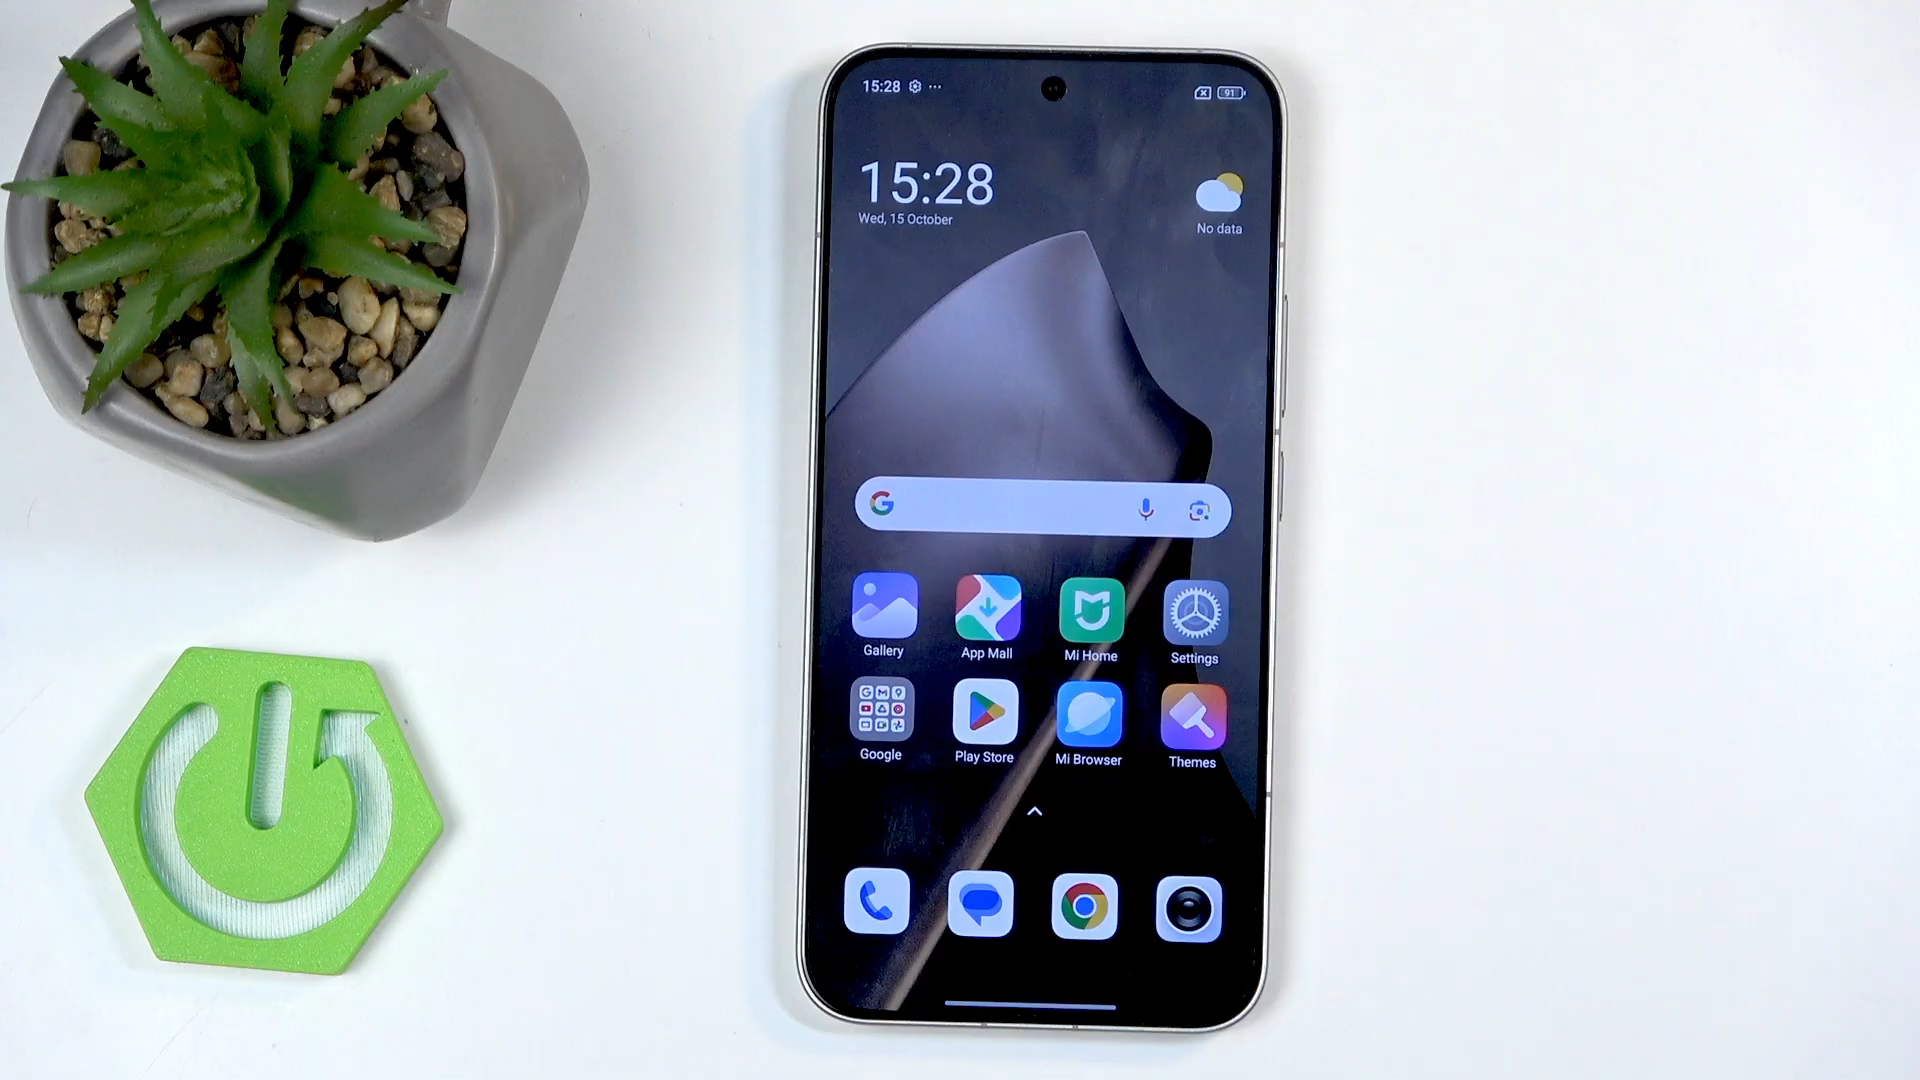 15:28 ...
91
15:28
Wed, 15 October
No data
Gallery
App Mall
Mi Home
Settings
Google
Play Store
Mi Browser
Themes